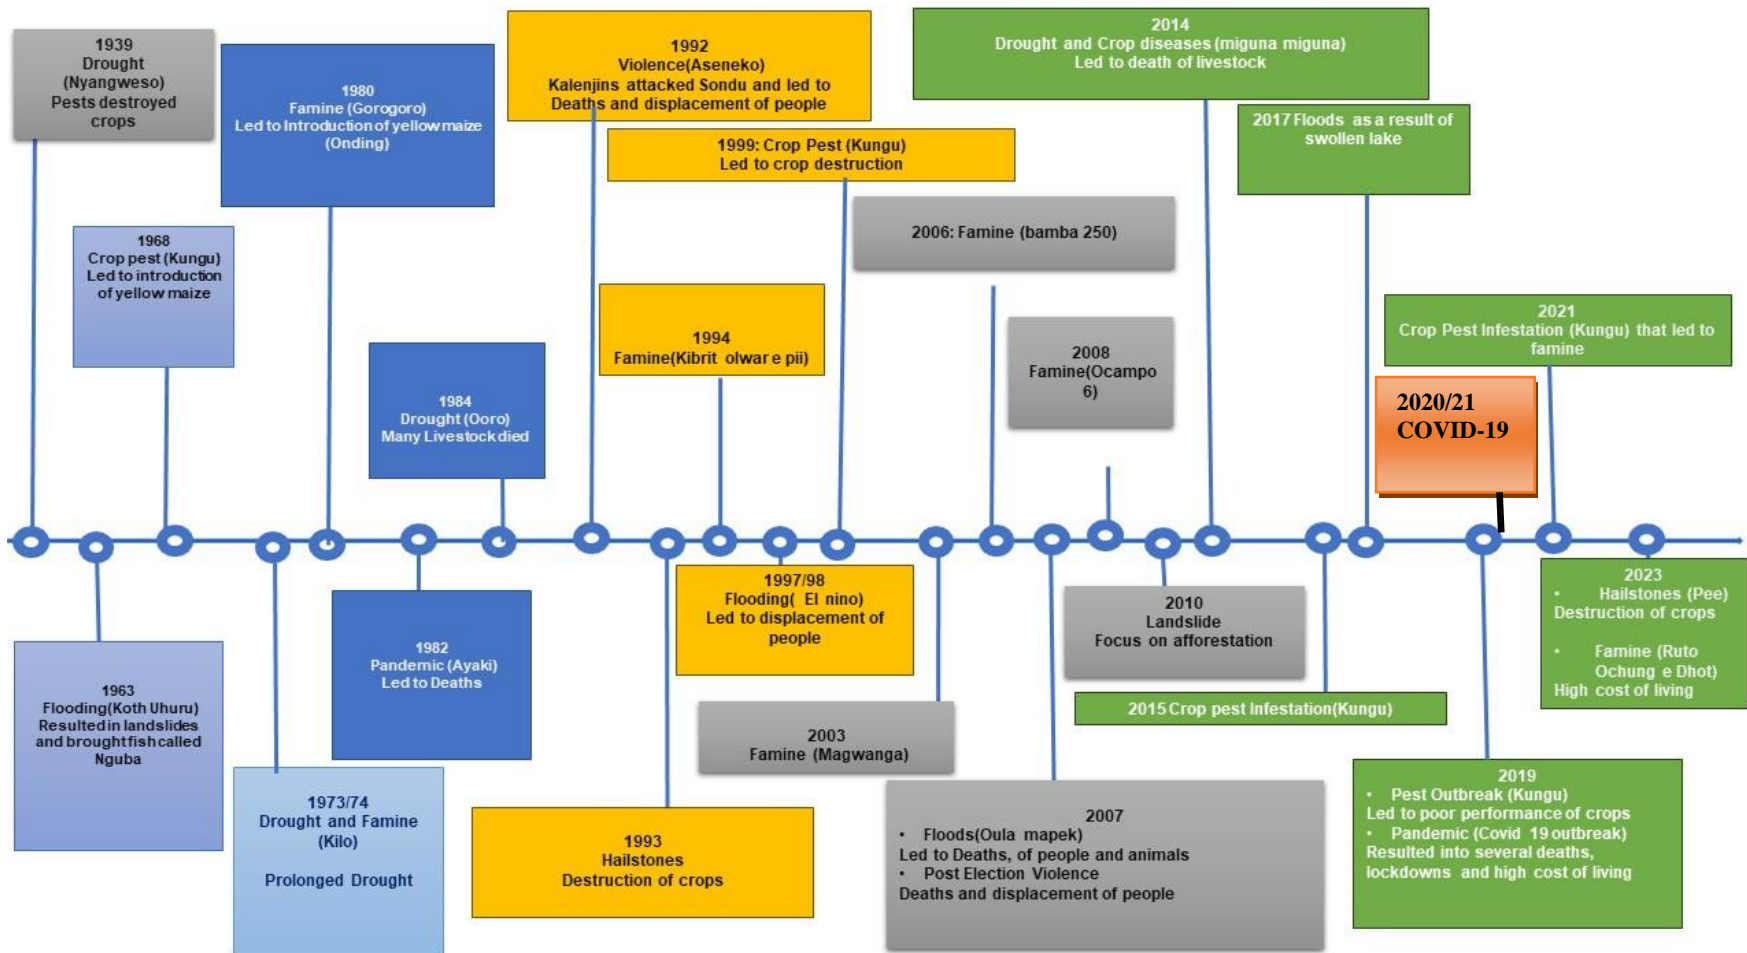 1939
Drought
(Nyangweso)
Pests destroyed
crops
1980
Famine (Gorogoro)
Led to Introduction of yellow maize
(Onding)
1992
Violence(Aseneko)
Kalenjins attacked Sondu and led to
Deaths and displacement of people
2014
Drought and Crop diseases (miguna miguna)
Led to death of livestock
2017 Floods as a result of
swollen lake
1999: Crop Pest (Kungu)
Led to crop destruction
2006: Famine (bamba 250)
1968
Crop pest (Kungu)
Led to introduction
of yellow maize
1994
Famine(Kibrit olwar e pii)
2008
Famine(Ocampo
6)
2021
Crop Pest Infestation (Kungu) that led to
famine
1984
Drought (Ooro)
Many Livestock died
2020/21
COVID-19
1963
Flooding(Koth Uhuru)
Resulted in landslides
and brought fish called
Nguba
1973/74
Drought and Famine
(Kilo)
Prolonged Drought
1982
Pandemic (Ayaki)
Led to Deaths
1993
Hailstones
Destruction of crops
1997/98
Flooding( El nino)
Led to displacement of
people
2003
Famine (Magwanga)
2007
• Floods(Oula mapek)
Led to Deaths, of people and animals
• Post Election Violence
Deaths and displacement of people
2010
Landslide
Focus on afforestation
2015 Crop pest Infestation(Kungu)
2019
• Pest Outbreak (Kungu)
Led to poor performance of crops
• Pandemic (Covid 19 outbreak)
Resulted into several deaths,
lockdowns and high cost of living
2023
• Hailstones (Pee)
Destruction of crops
• Famine (Ruto
Ochung e Dhot)
High cost of living